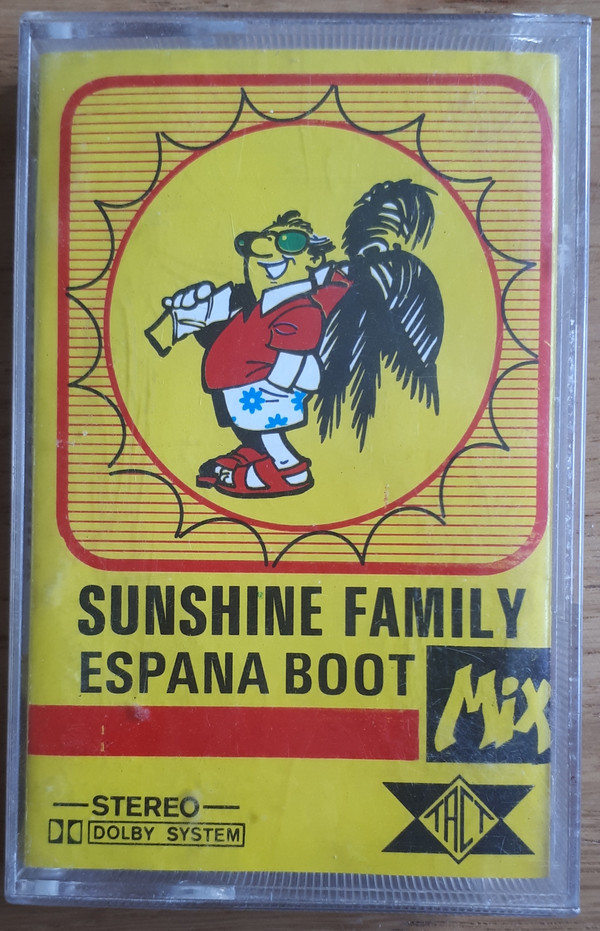 SUNSHINE FAMILY
ESPANA BOOT
Mix
STEREO
DOLBY SYSTEM
TACT